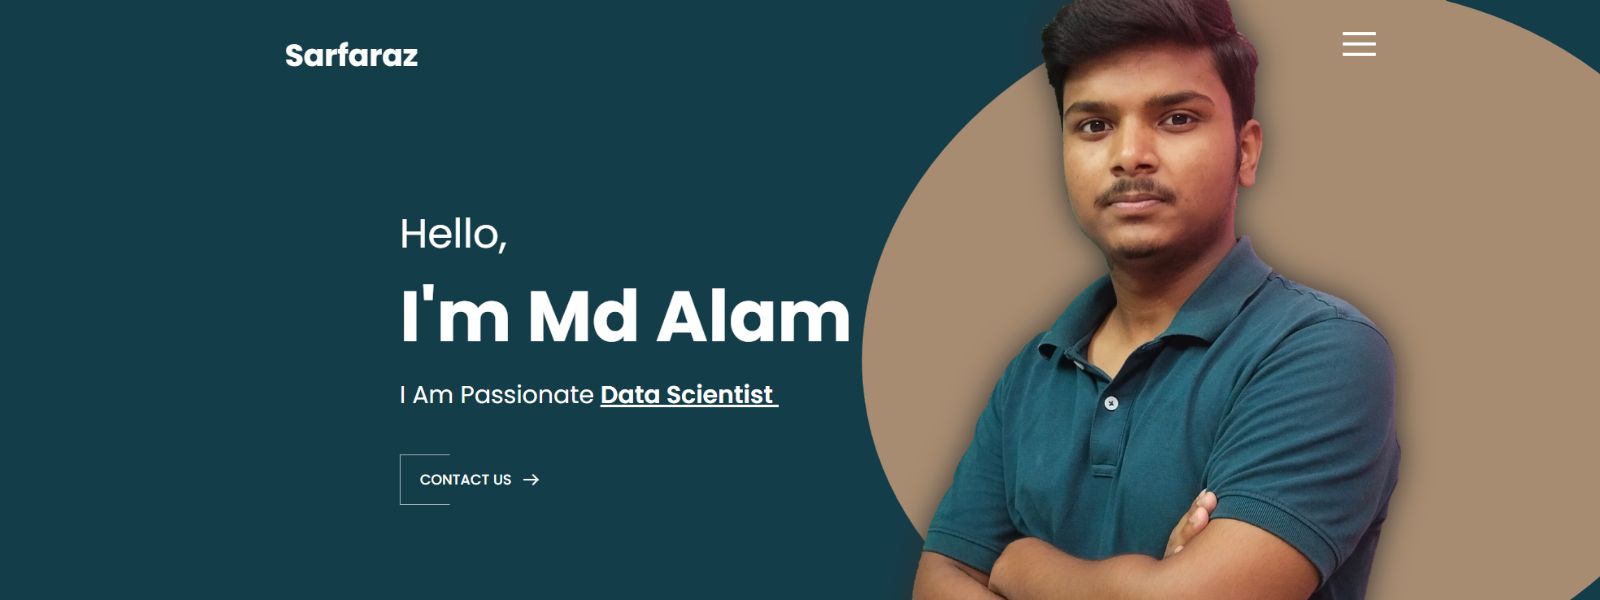 Sarfaraz
Hello,
I'm Md Alam
I Am Passionate Data Scientist
CONTACT US